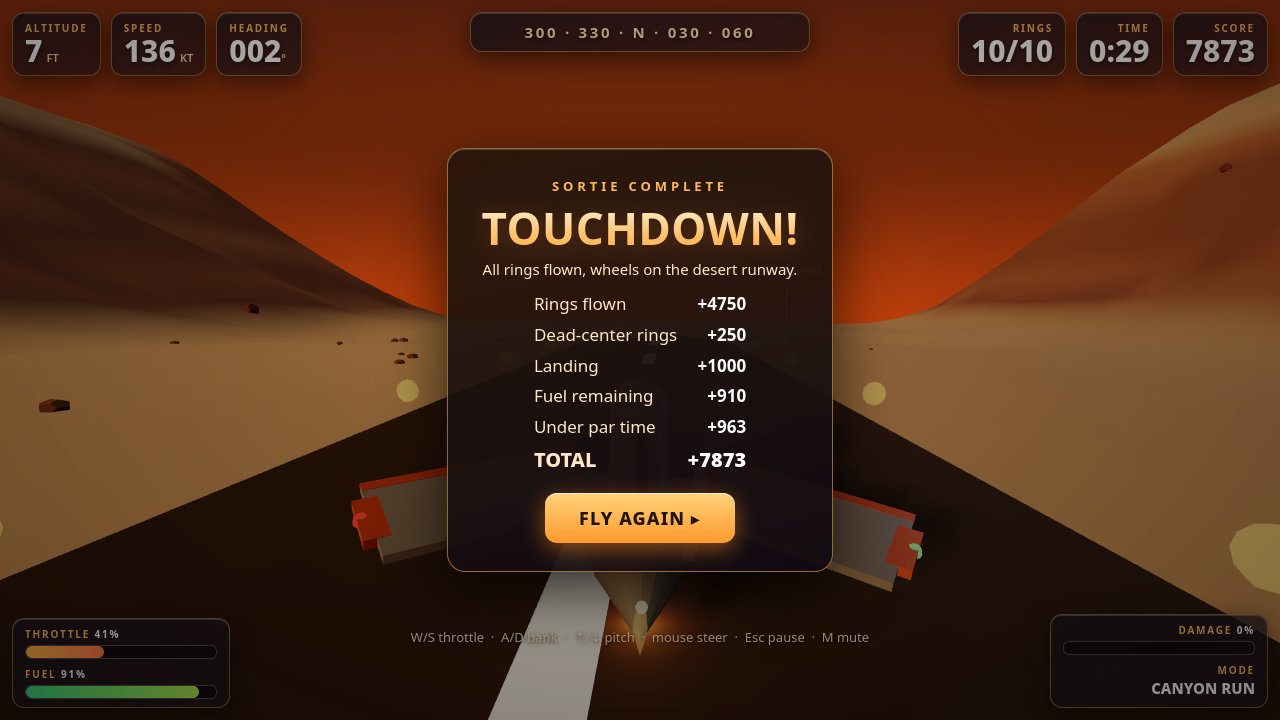 ALTITUDE
7 FT
SPEED
136 KT
HEADING
002°
300 · 330 · N · 030 · 060
RINGS
10/10
TIME
0:29
SCORE
7873
SORTIE COMPLETE
TOUCHDOWN!
All rings flown, wheels on the desert runway.
Rings flown +4750
Dead-center rings +250
Landing +1000
Fuel remaining +910
Under par time +963
TOTAL +7873
FLY AGAIN ▸
W/S throttle · A/D bank · ↑/↓ pitch · mouse steer · Esc pause · M mute
THROTTLE 41%
FUEL 91%
DAMAGE 0%
MODE
CANYON RUN